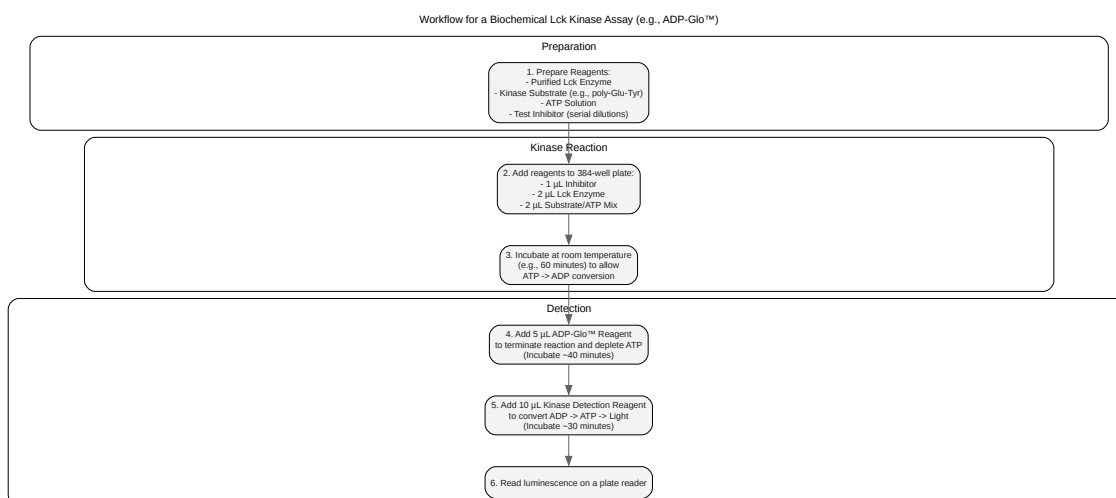 Workflow for a Biochemical Lck Kinase Assay (e.g., ADP-Glo™)
Preparation
1. Prepare Reagents:
- Purified Lck Enzyme
- Kinase Substrate (e.g., poly-Glu-Tyr)
- ATP Solution
- Test Inhibitor (serial dilutions)
Kinase Reaction
2. Add reagents to 384-well plate:
- 1 µL Inhibitor
- 2 µL Lck Enzyme
- 2 µL Substrate/ATP Mix
3. Incubate at room temperature
(e.g., 60 minutes) to allow
ATP -> ADP conversion
Detection
4. Add 5 µL ADP-Glo™ Reagent
to terminate reaction and deplete ATP
(Incubate ~40 minutes)
5. Add 10 µL Kinase Detection Reagent
to convert ADP -> ATP -> Light
(Incubate ~30 minutes)
6. Read luminescence on a plate reader